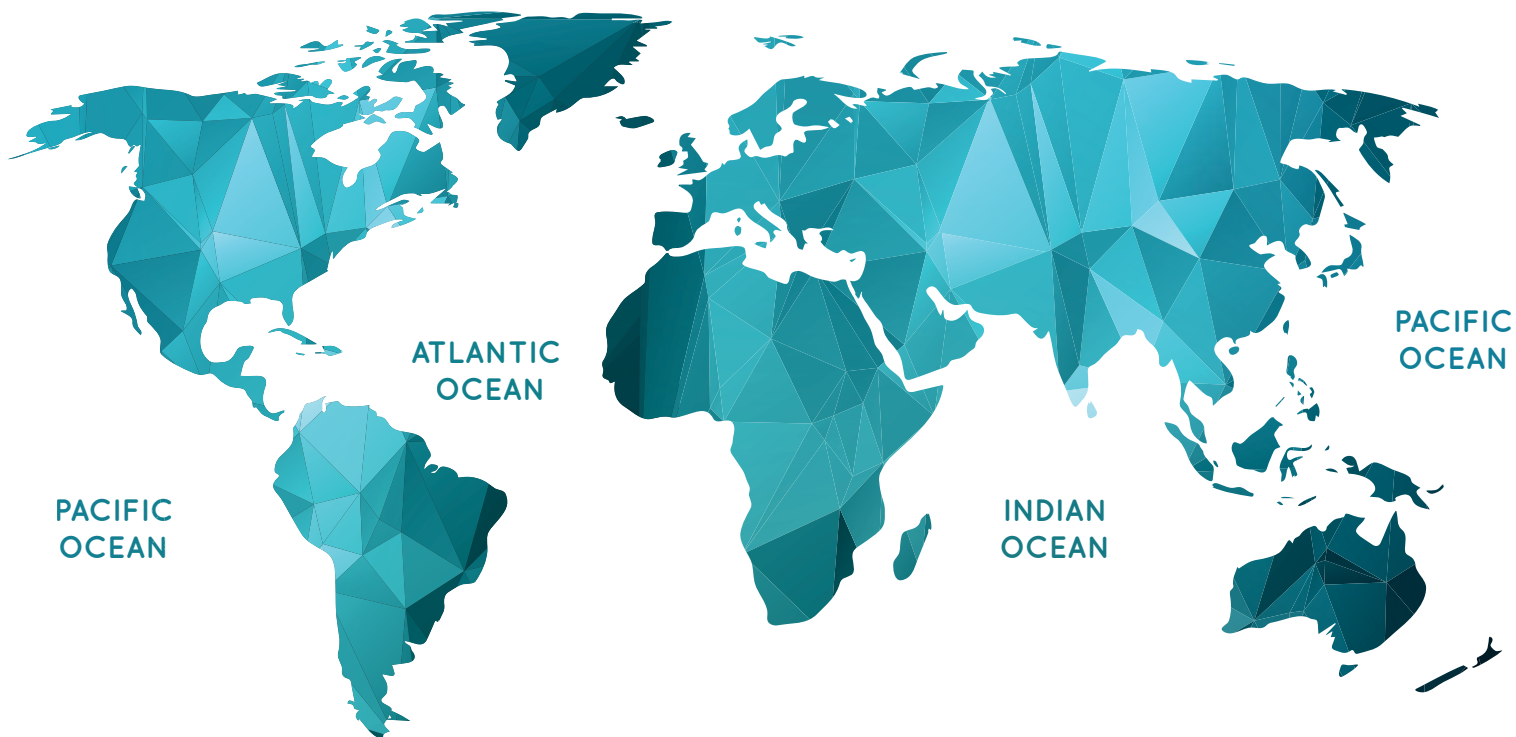 ATLANTIC
OCEAN
PACIFIC
OCEAN
PACIFIC
OCEAN
INDIAN
OCEAN